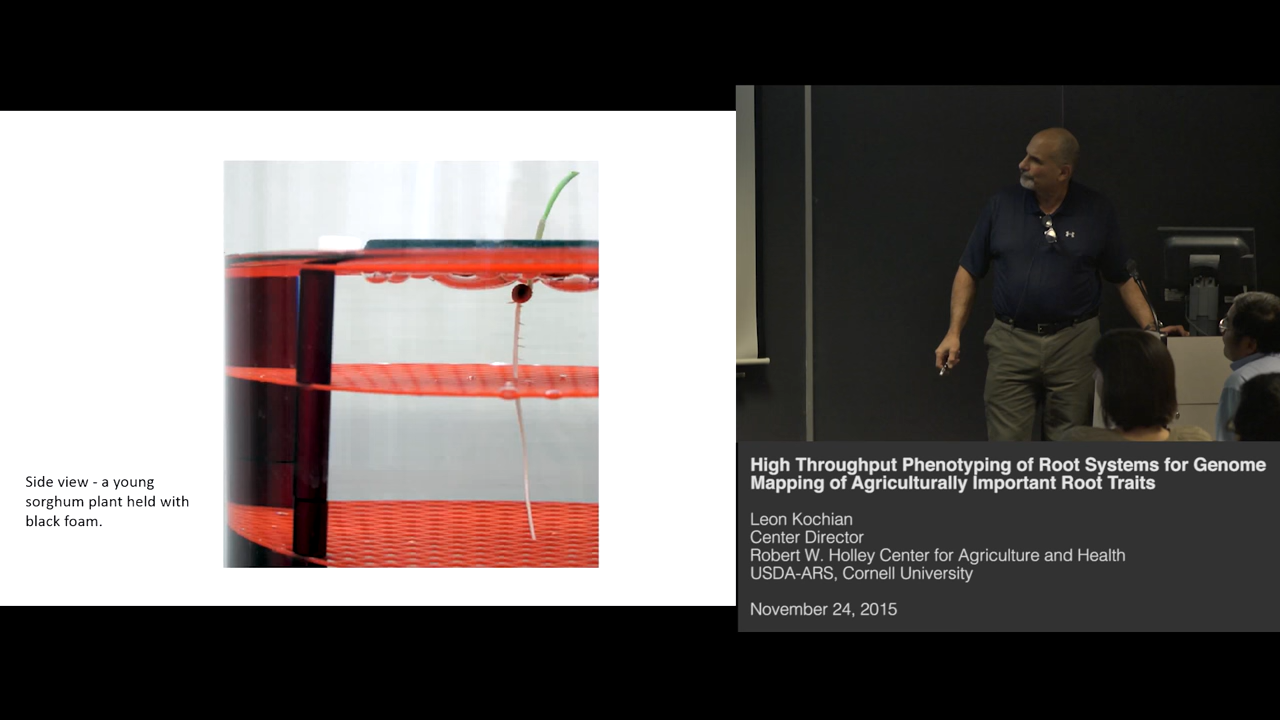 Side view - a young
sorghum plant held with
black foam.
High Throughput Phenotyping of Root Systems for Genome
Mapping of Agriculturally Important Root Traits
Leon Kochian
Center Director
Robert W. Holley Center for Agriculture and Health
USDA-ARS, Cornell University
November 24, 2015